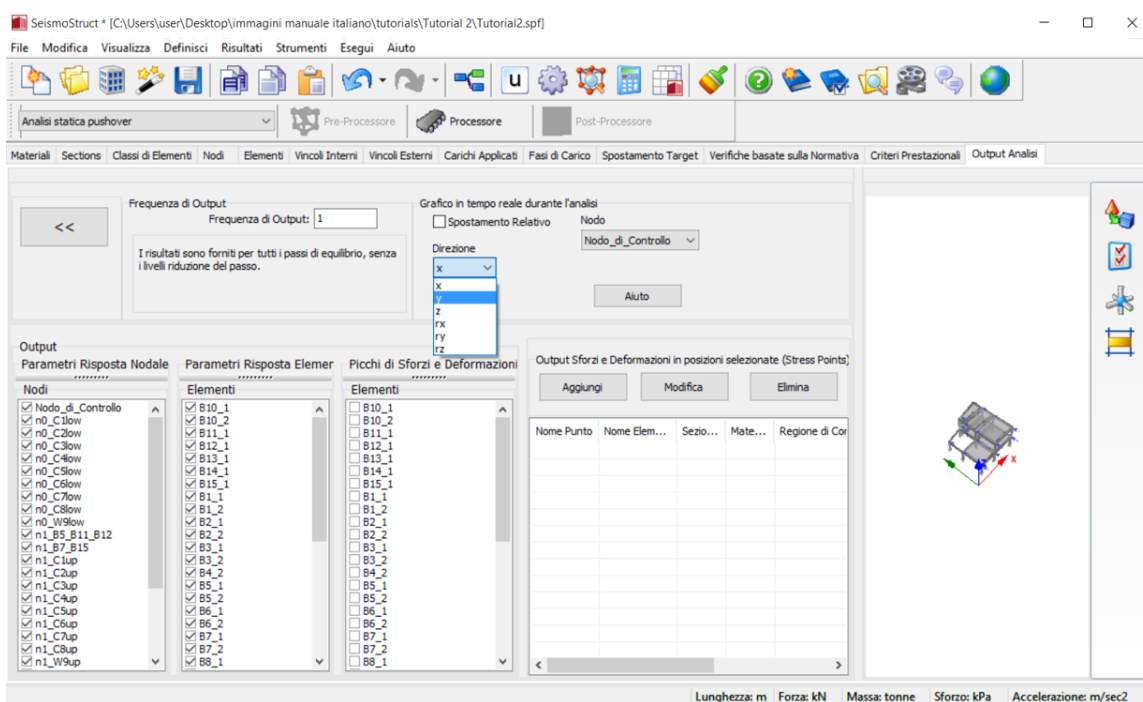 SeismoStruct * [C:\Users\user\Desktop\immagini manuale italiano\tutorials\Tutorial 2\Tutorial2.spf]
File Modifica Visualizza Definisci Risultati Strumenti Esegui Aiuto
u
Analisi statica pushover Pre-Processore Processore Post-Processore
Materiali Sections Classi di Elementi Nodi Elementi Vincoli Interni Vincoli Esterni Carichi Applicati Fasi di Carico Spostamento Target Verifiche basate sulla Normativa Criteri Prestazionali Output Analisi
<<
Frequenza di Output
Frequenza di Output: 1
I risultati sono forniti per tutti i passi di equilibrio, senza
i livelli riduzione del passo.
Grafico in tempo reale durante l'analisi
Spostamento Relativo
Nodo
Nodo_di_Controllo
Direzione
x
x
y
z
rx
ry
rz
Aiuto
Output
Parametri Risposta Nodale
Nodi
Nodo_di_Controllo
n0_C1low
n0_C2low
n0_C3low
n0_C4low
n0_C5low
n0_C6low
n0_C7low
n0_C8low
n0_W9low
n1_B5_B11_B12
n1_B7_B15
n1_C1up
n1_C2up
n1_C3up
n1_C4up
n1_C5up
n1_C6up
n1_C7up
n1_C8up
n1_W9up
Parametri Risposta Elemer
Elementi
B10_1
B10_2
B11_1
B12_1
B13_1
B14_1
B15_1
B1_1
B1_2
B2_1
B2_2
B3_1
B3_2
B4_2
B5_1
B5_2
B6_1
B6_2
B7_1
B7_2
B8_1
Picchi di Sforzi e Deformazioni
Elementi
B10_1
B10_2
B11_1
B12_1
B13_1
B14_1
B15_1
B1_1
B1_2
B2_1
B2_2
B3_1
B3_2
B4_2
B5_1
B5_2
B6_1
B6_2
B7_1
B7_2
B8_1
Output Sforzi e Deformazioni in posizioni selezionate (Stress Points)
Aggiungi Modifica Elimina
Nome Punto Nome Elem... Sezio... Mate... Regione di Cor
x
Lunghezza: m Forza: kN Massa: tonne Sforzo: kPa Accelerazione: m/sec2